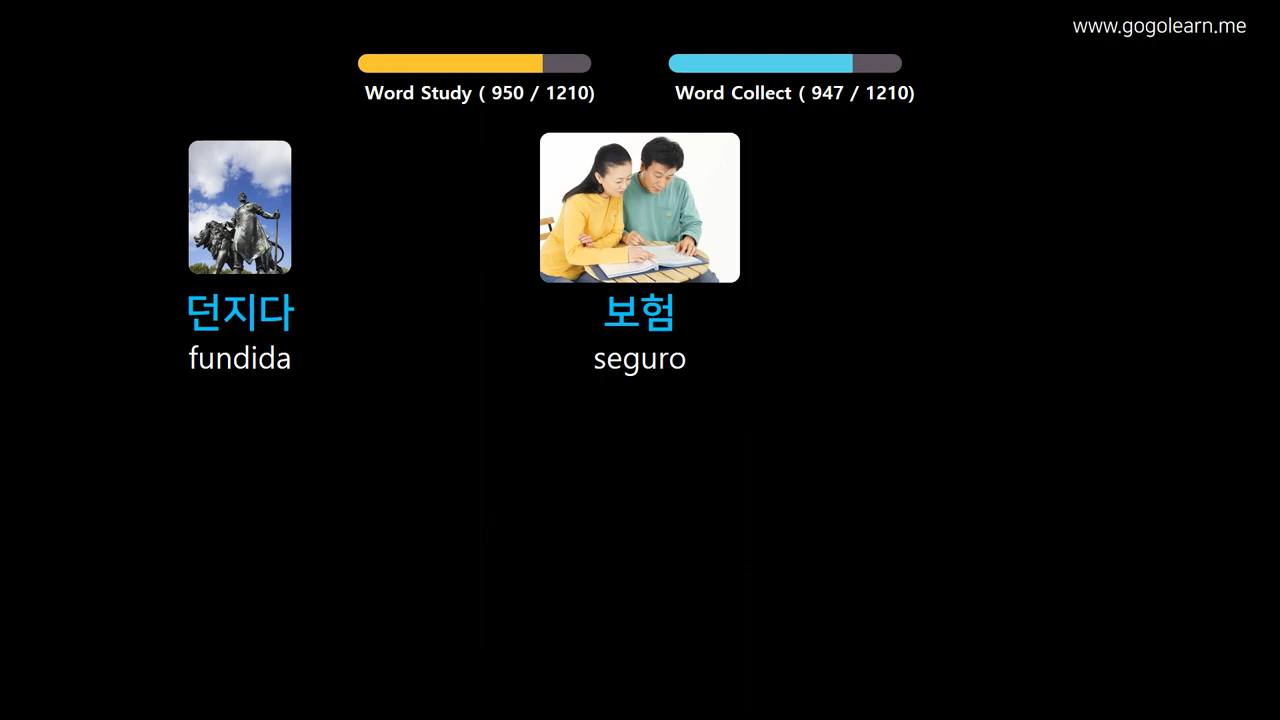 www.gogolearn.me
Word Study ( 950 / 1210)
Word Collect ( 947 / 1210)
던지다
fundida
보험
seguro